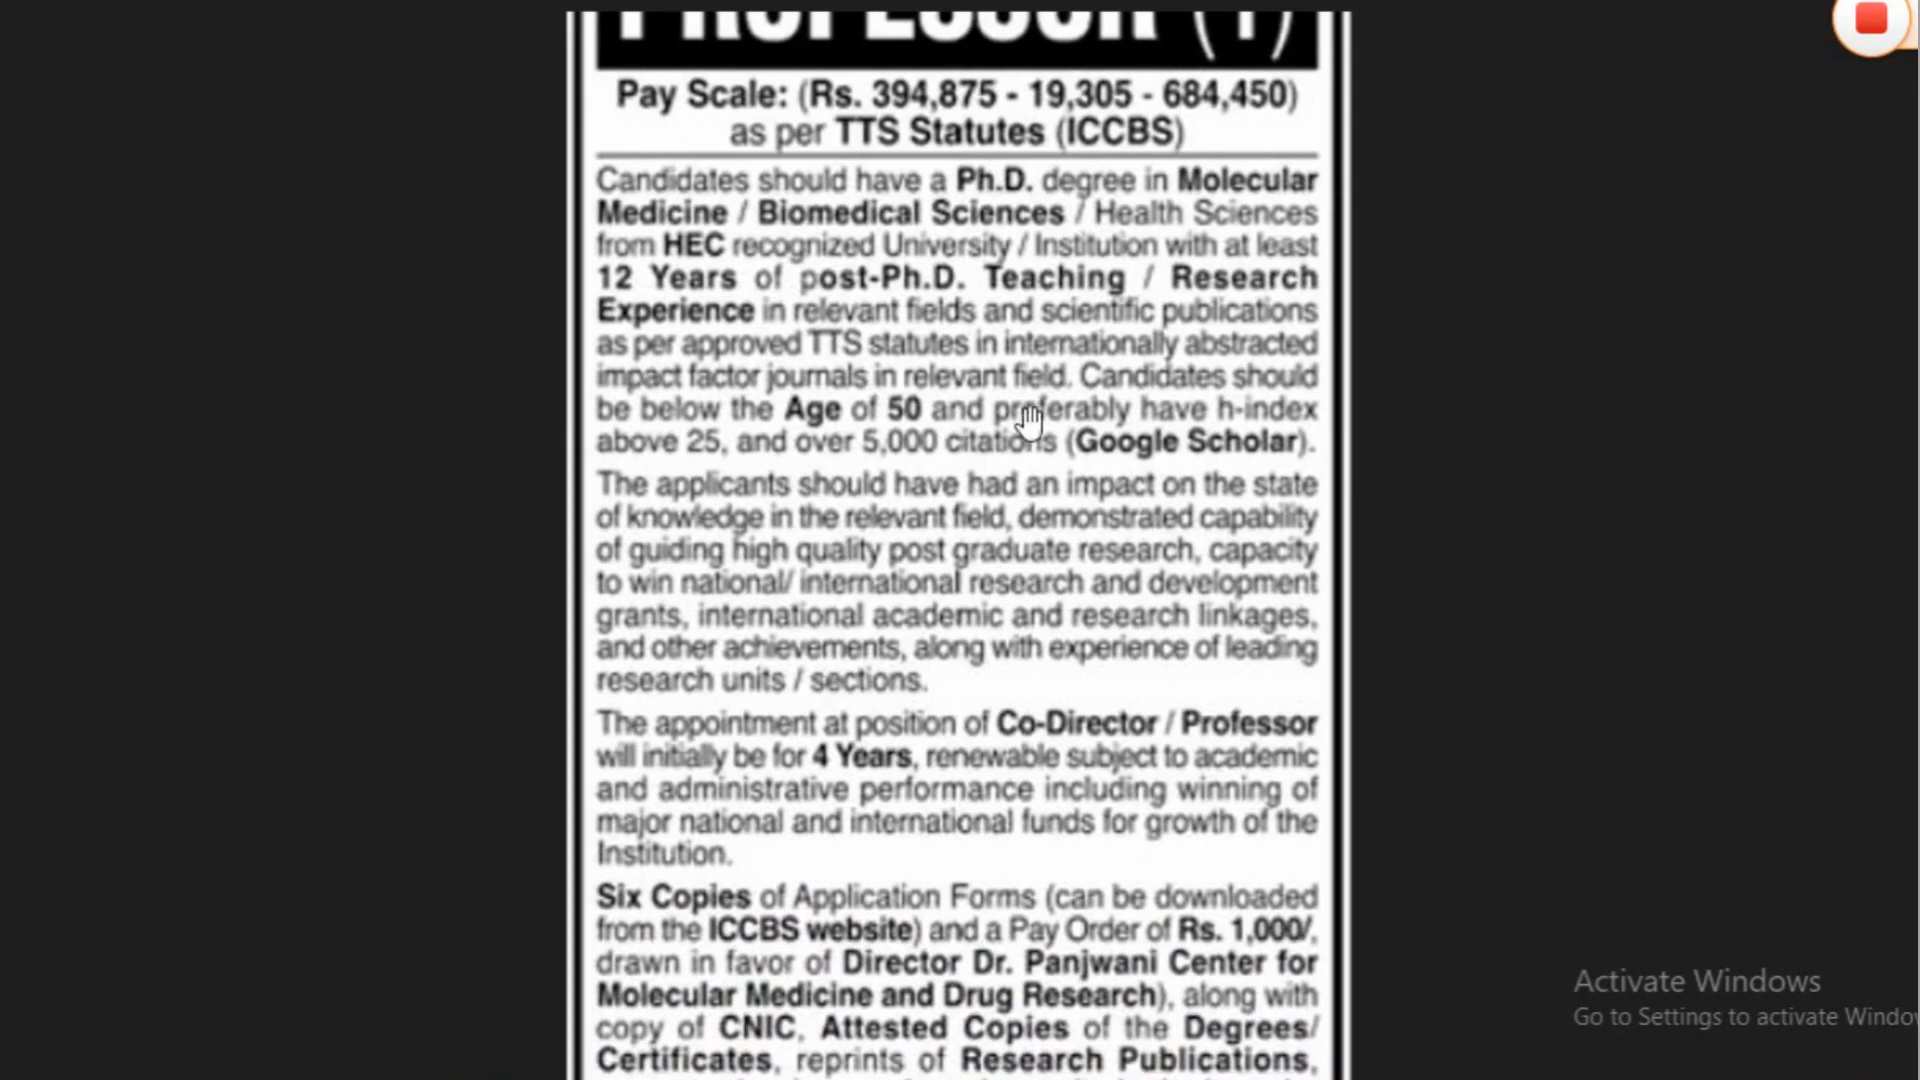 PROFESSOR (1)
Pay Scale: (Rs. 394,875 - 19,305 - 684,450)
as per TTS Statutes (ICCBS)
Candidates should have a Ph.D. degree in Molecular
Medicine / Biomedical Sciences / Health Sciences
from HEC recognized University / Institution with at least
12 Years of post-Ph.D. Teaching / Research
Experience in relevant fields and scientific publications
as per approved TTS statutes in internationally abstracted
impact factor journals in relevant field. Candidates should
be below the Age of 50 and preferably have h-index
above 25, and over 5,000 citations (Google Scholar).
The applicants should have had an impact on the state
of knowledge in the relevant field, demonstrated capability
of guiding high quality post graduate research, capacity
to win national/ international research and development
grants, international academic and research linkages,
and other achievements, along with experience of leading
research units / sections.
The appointment at position of Co-Director / Professor
will initially be for 4 Years, renewable subject to academic
and administrative performance including winning of
major national and international funds for growth of the
Institution.
Six Copies of Application Forms (can be downloaded
from the ICCBS website) and a Pay Order of Rs. 1,000/,
drawn in favor of Director Dr. Panjwani Center for
Molecular Medicine and Drug Research), along with
copy of CNIC, Attested Copies of the Degrees/
Certificates, reprints of Research Publications,
Activate Windows
Go to Settings to activate Windo